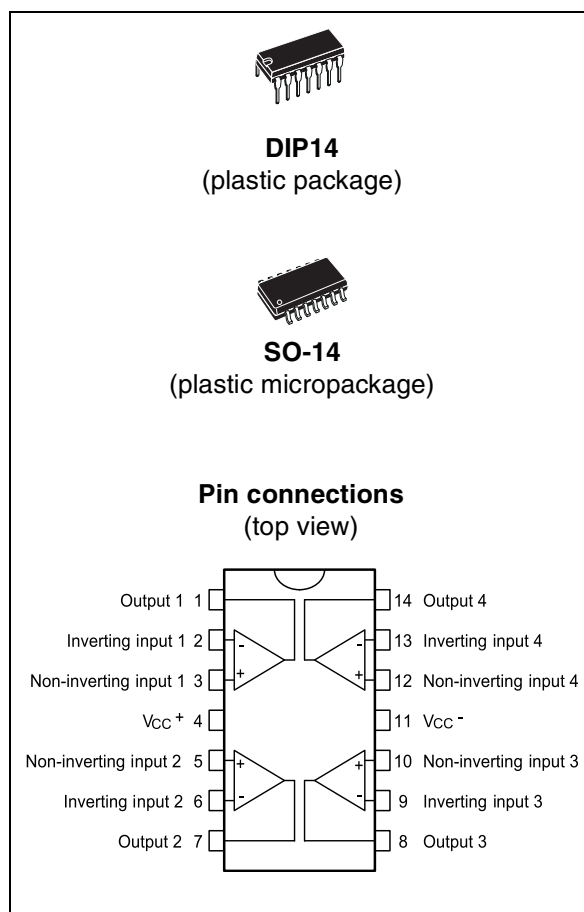 DIP14
(plastic package)
SO-14
(plastic micropackage)
Pin connections
(top view)
Output 1 1 14 Output 4
Inverting input 1 2 - - 13 Inverting input 4
Non-inverting input 1 3 + + 12 Non-inverting input 4
VCC + 4 11 VCC -
Non-inverting input 2 5 + + 10 Non-inverting input 3
Inverting input 2 6 - - 9 Inverting input 3
Output 2 7 8 Output 3